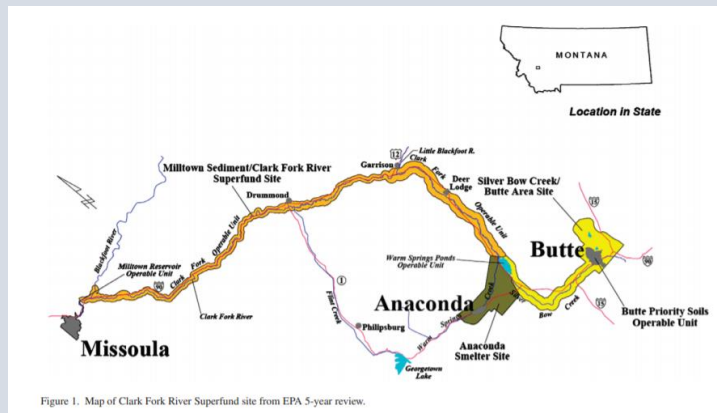 MONTANA
Location in State
12
Little Blackfoot R.
Garrison
Clark
Fork
Operable Unit
Milltown Sediment/Clark Fork River
Superfund Site
Drummond
Deer
Lodge
Silver Bow Creek/
Butte Area Site
15
Blackfoot River
Clark Fork Operable Unit
Milltown Reservoir
Operable Unit
90
Warm Springs Ponds
Operable Unit
Butte
90
Clark Fork River
1
Flint Creek
Anaconda
Warm Springs Creek
Silver Bow Creek
15
Butte Priority Soils
Operable Unit
Philipsburg
Missoula
Anaconda
Smelter Site
Georgetown
Lake
Figure 1. Map of Clark Fork River Superfund site from EPA 5-year review.